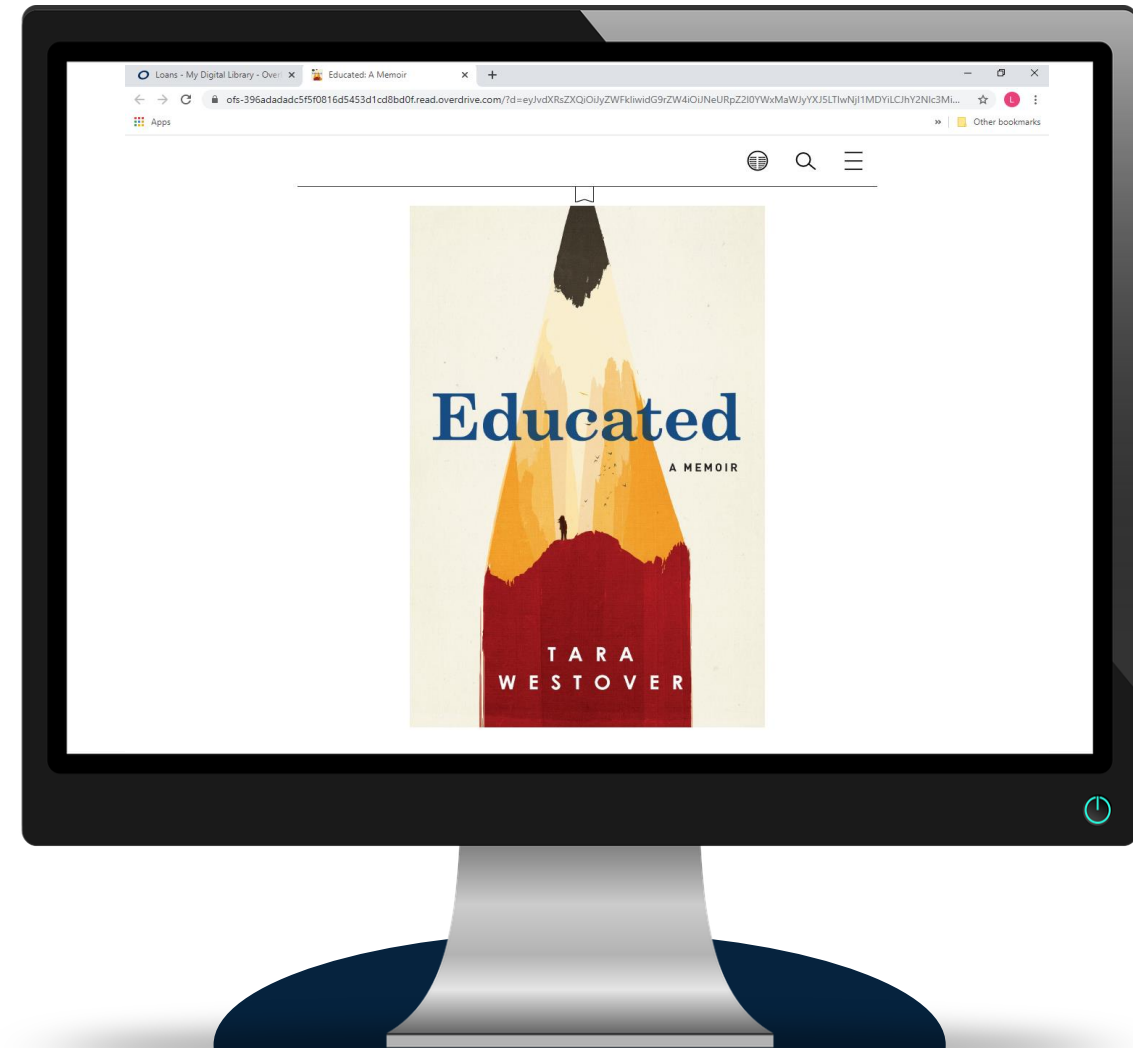 Loans - My Digital Library - Over
Educated: A Memoir
ofs-396adadadc5f5f0816d5453d1cd8bd0f.read.overdrive.com/?d=eyJvdXRsZXQiOiJyZWFkIiwidG9rZW4iOiJNeURpZ2l0YWxMaWJyYXJ5LTIwNjI1MDYiLCJhY2Nlc3Mi...
L
Apps
Other bookmarks
Educated
A MEMOIR
TARA
WESTOVER